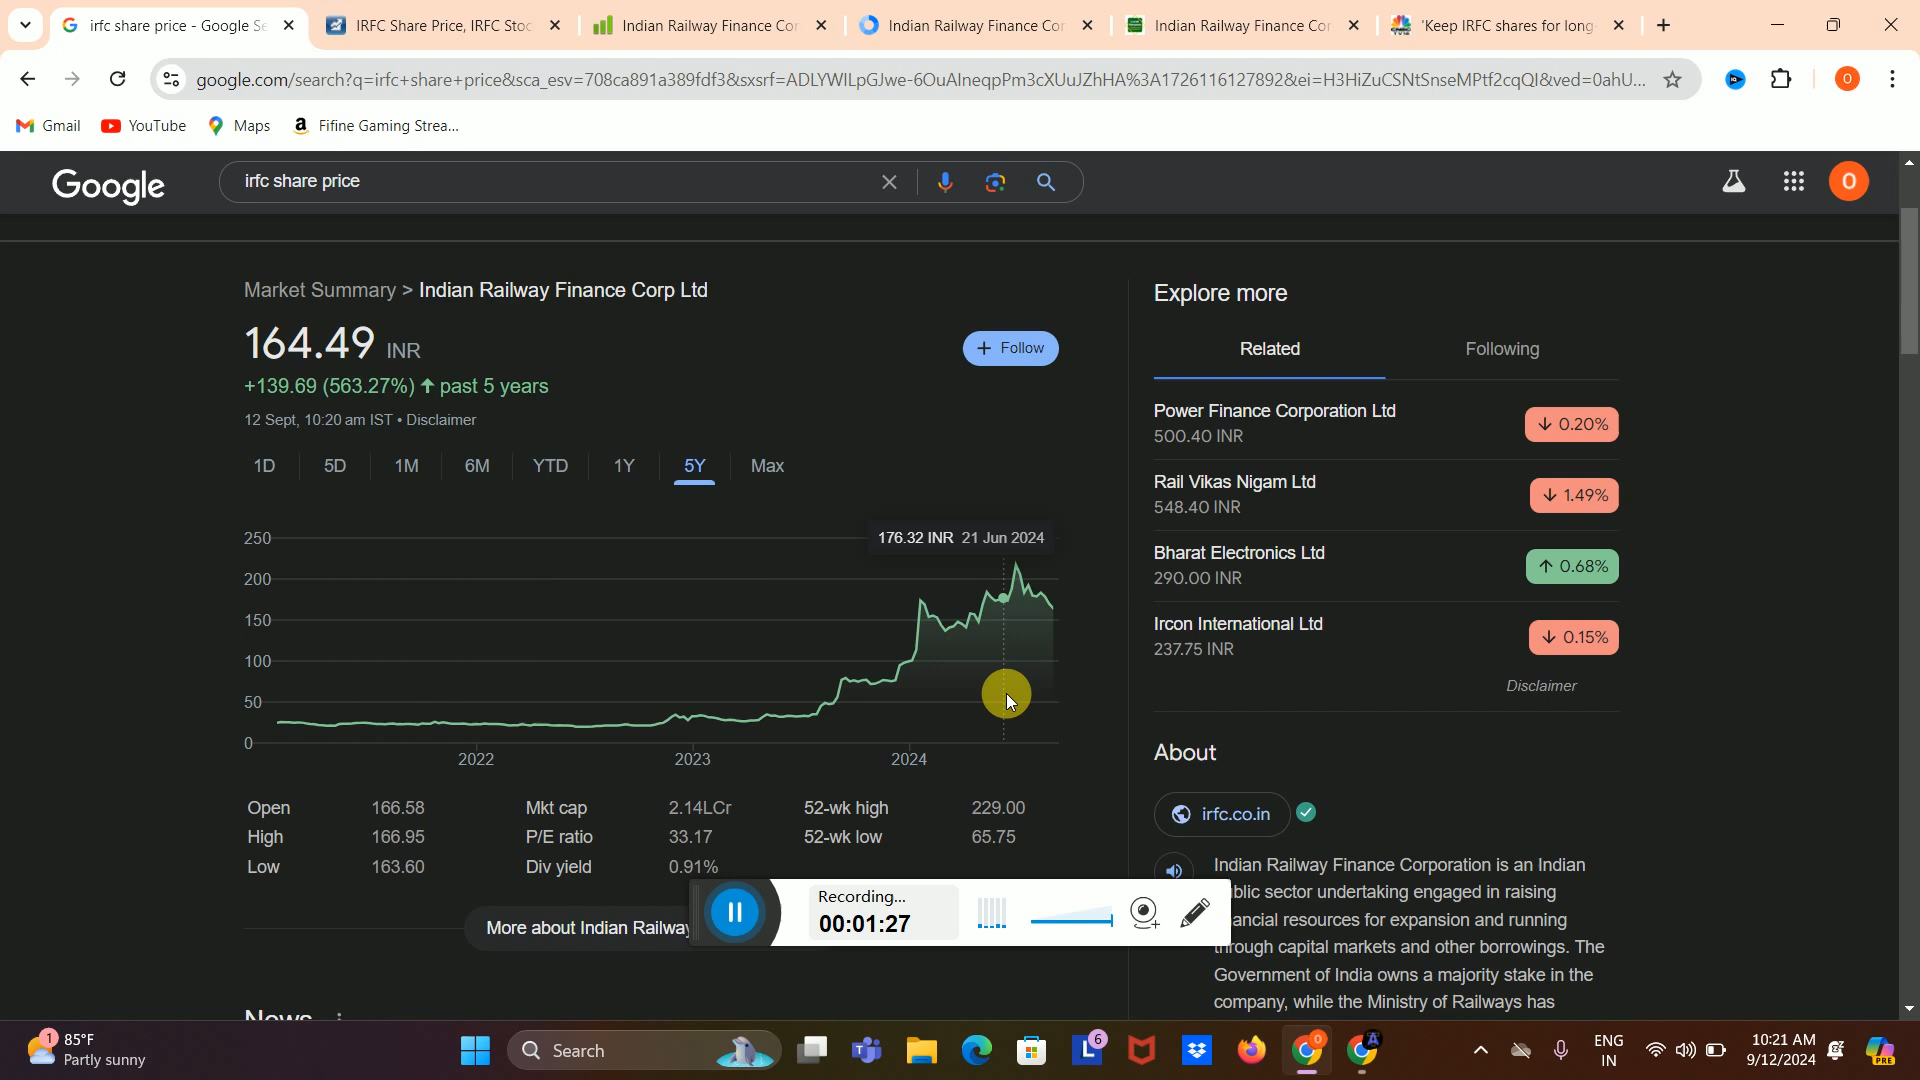 irfc share price - Google Se
IRFC Share Price, IRFC Stoc
Indian Railway Finance Cor
Indian Railway Finance Cor
Indian Railway Finance Cor
'Keep IRFC shares for long
google.com/search?q=irfc+share+price&sca_esv=708ca891a389fdf3&sxsrf=ADLYWILpGJwe-6OuAIneqpPm3cXUuJZhHA%3A1726116127892&ei=H3HiZuCSNtSnseMPtf2cqQI&ved=0ahU...
O
Gmail
YouTube
Maps
Fifine Gaming Strea...
Google
irfc share price
O
Market Summary > Indian Railway Finance Corp Ltd
164.49 INR
+ Follow
+139.69 (563.27%) ↑ past 5 years
12 Sept, 10:20 am IST • Disclaimer
1D 5D 1M 6M YTD 1Y 5Y Max
176.32 INR 21 Jun 2024
250
200
150
100
50
0
2022 2023 2024
Open 166.58 Mkt cap 2.14LCr 52-wk high 229.00
High 166.95 P/E ratio 33.17 52-wk low 65.75
Low 163.60 Div yield 0.91%
More about Indian Railway
News
Explore more
Related Following
Power Finance Corporation Ltd
500.40 INR
↓ 0.20%
Rail Vikas Nigam Ltd
548.40 INR
↓ 1.49%
Bharat Electronics Ltd
290.00 INR
↑ 0.68%
Ircon International Ltd
237.75 INR
↓ 0.15%
Disclaimer
About
irfc.co.in
Indian Railway Finance Corporation is an Indian
blic sector undertaking engaged in raising
ancial resources for expansion and running
through capital markets and other borrowings. The
Government of India owns a majority stake in the
company, while the Ministry of Railways has
Recording...
00:01:27
1
85°F
Partly sunny
Search
6
0
A
ENG
IN
10:21 AM
9/12/2024
PRE